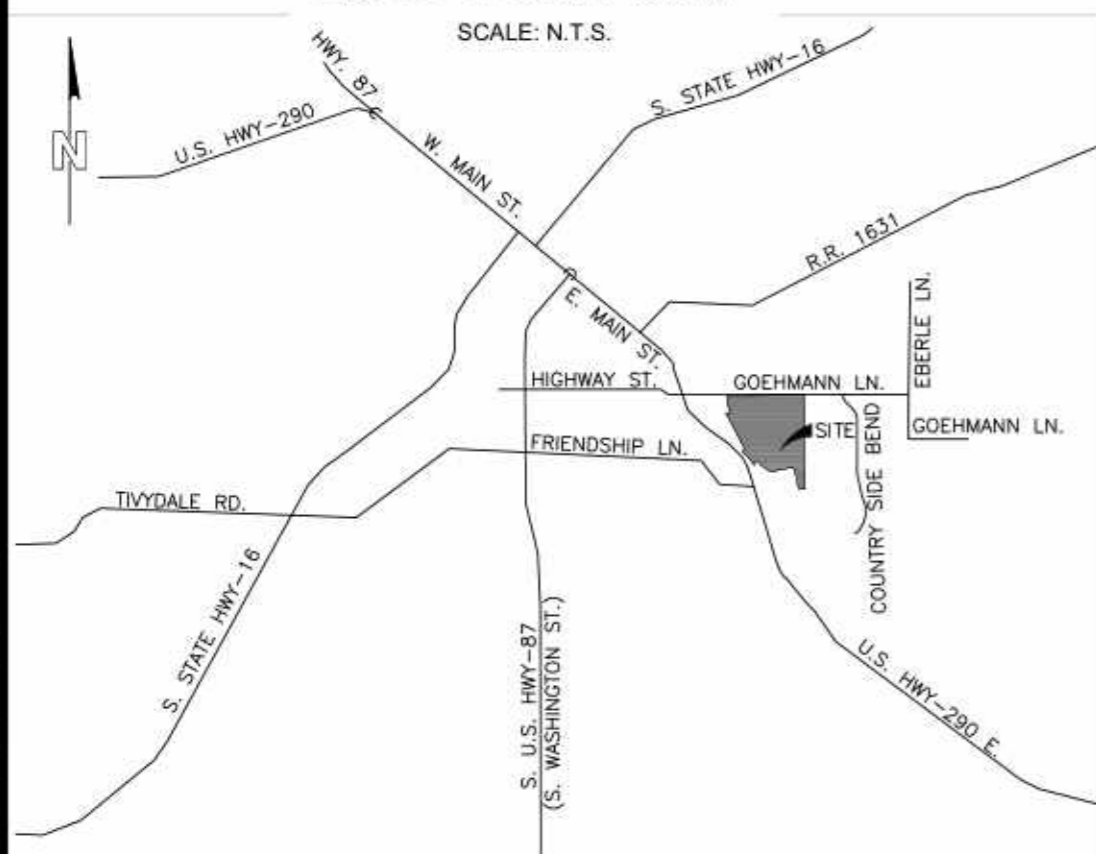 SCALE: N.T.S.
HWY. 87
S. STATE HWY-16
U.S. HWY-290
N
W. MAIN ST.
R.R. 1631
E. MAIN ST.
EBERLE LN.
HIGHWAY ST.
GOEHMANN LN.
SITE
GOEHMANN LN.
FRIENDSHIP LN.
COUNTRY SIDE BEND
TIVYDALE RD.
S. STATE HWY-16
S. U.S. HWY-87
(S. WASHINGTON ST.)
U.S. HWY-290 E.